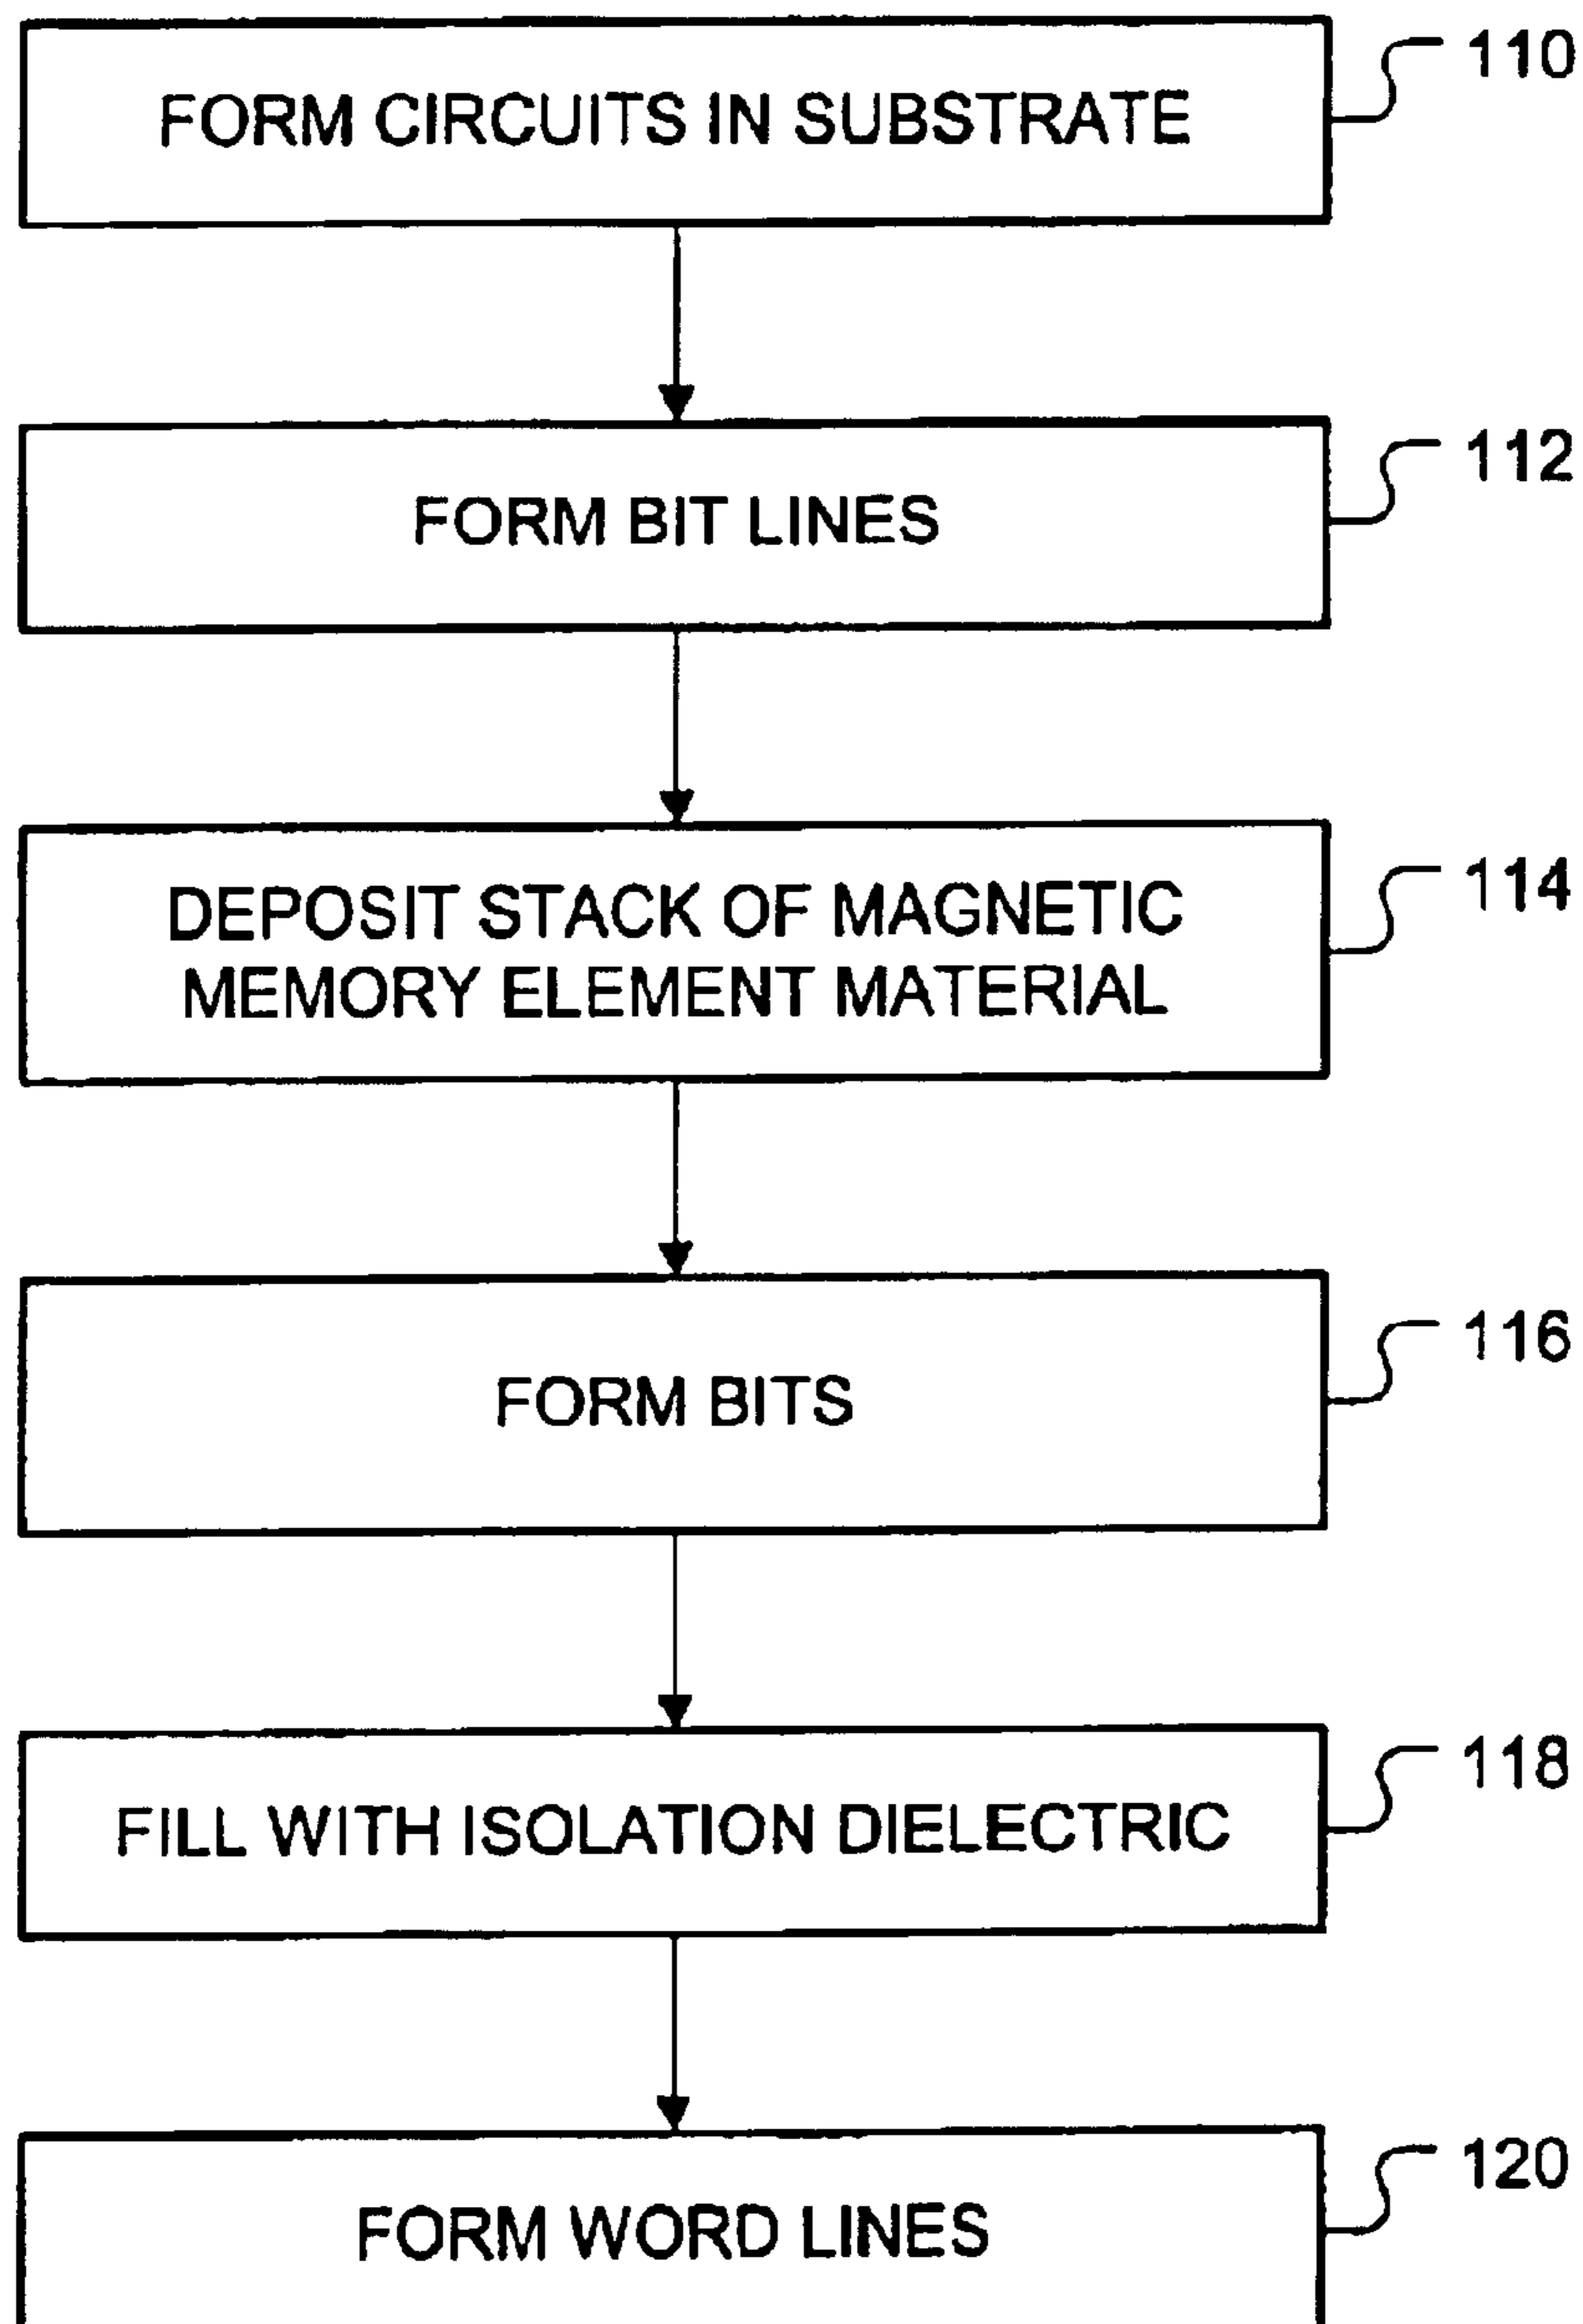 FORM CIRCUITS IN SUBSTRATE
110
FORM BIT LINES
112
DEPOSIT STACK OF MAGNETIC
MEMORY ELEMENT MATERIAL
114
FORM BITS
116
FILL WITH ISOLATION DIELECTRIC
118
FORM WORD LINES
120